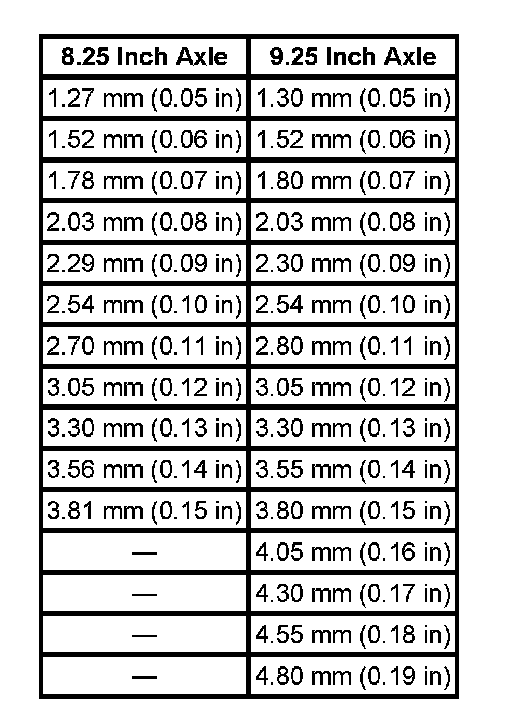 8.25 Inch Axle 9.25 Inch Axle
1.27 mm (0.05 in) 1.30 mm (0.05 in)
1.52 mm (0.06 in) 1.52 mm (0.06 in)
1.78 mm (0.07 in) 1.80 mm (0.07 in)
2.03 mm (0.08 in) 2.03 mm (0.08 in)
2.29 mm (0.09 in) 2.30 mm (0.09 in)
2.54 mm (0.10 in) 2.54 mm (0.10 in)
2.70 mm (0.11 in) 2.80 mm (0.11 in)
3.05 mm (0.12 in) 3.05 mm (0.12 in)
3.30 mm (0.13 in) 3.30 mm (0.13 in)
3.56 mm (0.14 in) 3.55 mm (0.14 in)
3.81 mm (0.15 in) 3.80 mm (0.15 in)
— 4.05 mm (0.16 in)
— 4.30 mm (0.17 in)
— 4.55 mm (0.18 in)
— 4.80 mm (0.19 in)